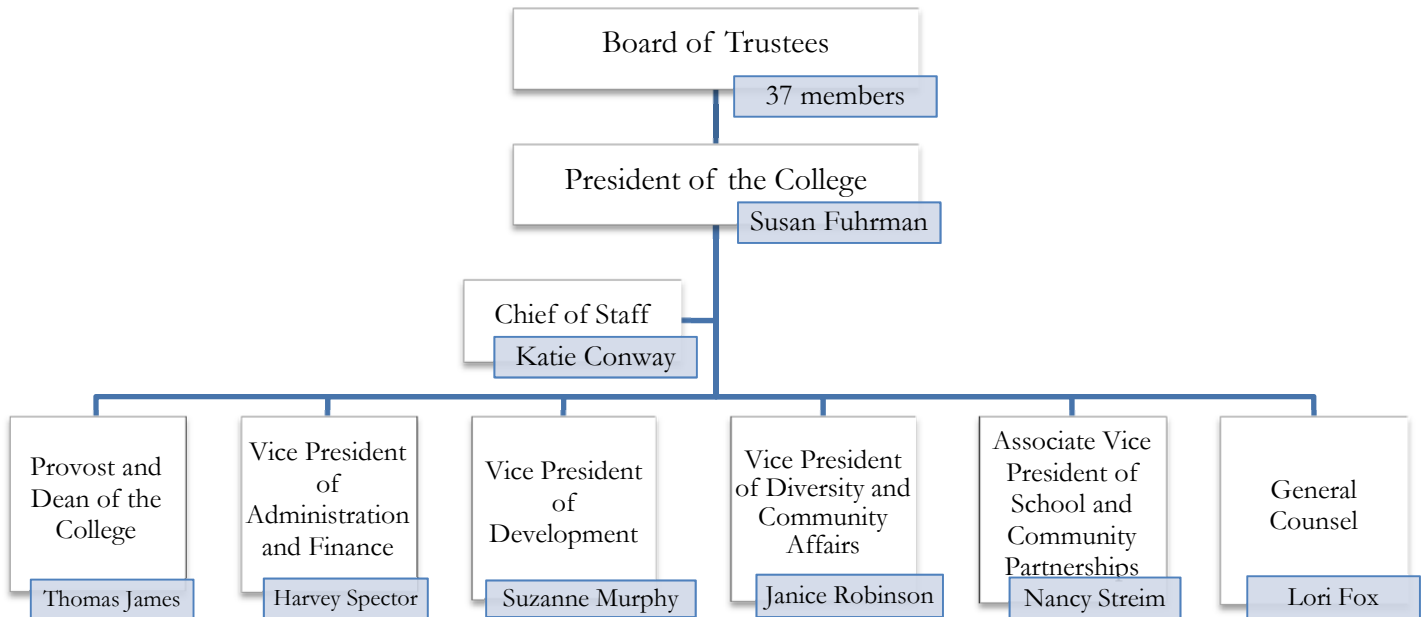 Board of Trustees
37 members
President of the College
Susan Fuhrman
Chief of Staff
Katie Conway
Provost and
Dean of the
College
Thomas James
Vice President
of
Administration
and Finance
Harvey Spector
Vice President
of
Development
Suzanne Murphy
Vice President
of Diversity and
Community
Affairs
Janice Robinson
Associate Vice
President of
School and
Community
Partnerships
Nancy Streim
General
Counsel
Lori Fox